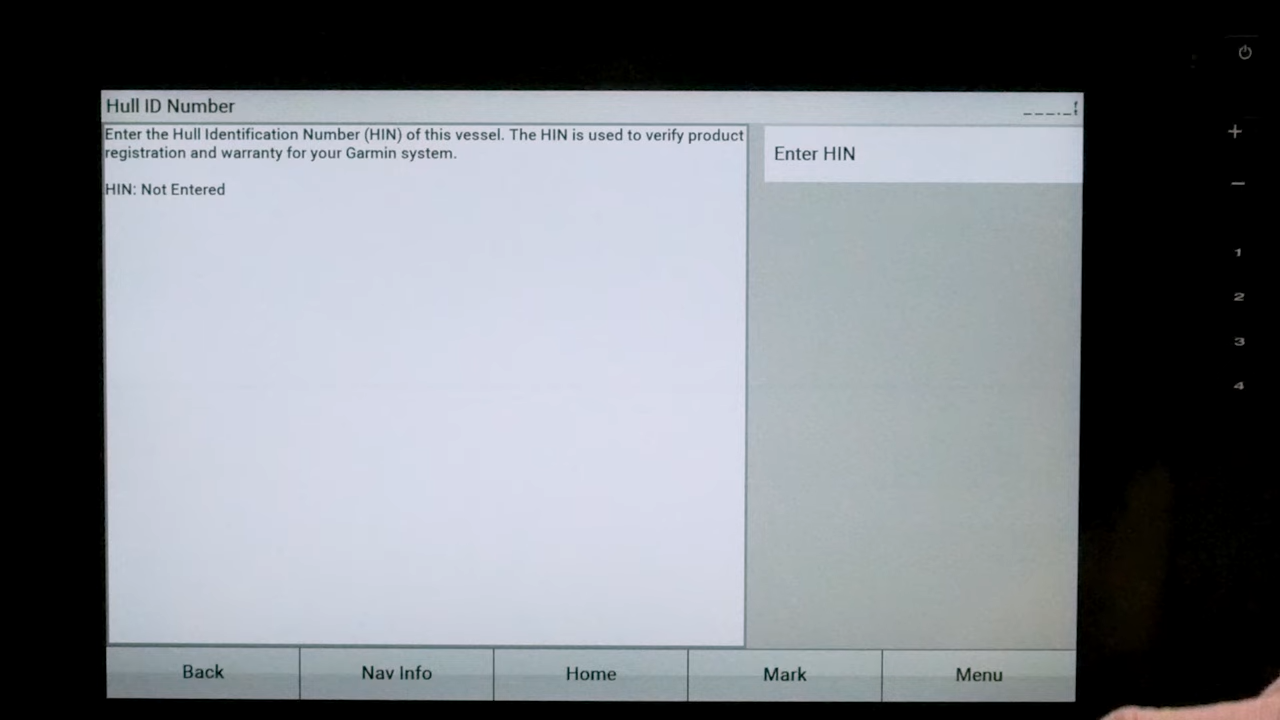 Hull ID Number
Enter the Hull Identification Number (HIN) of this vessel. The HIN is used to verify product
registration and warranty for your Garmin system.
HIN: Not Entered
Enter HIN
Back
Nav Info
Home
Mark
Menu
+
−
1
2
3
4